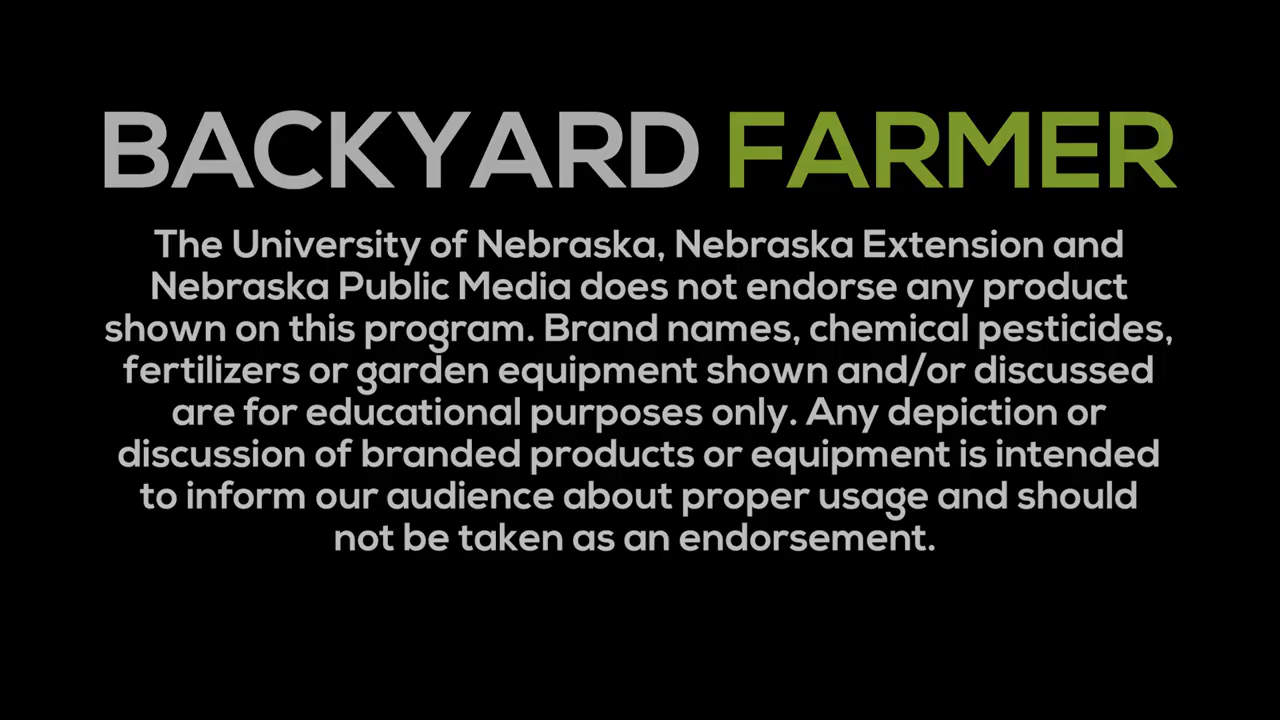 BACKYARD FARMER
The University of Nebraska, Nebraska Extension and
Nebraska Public Media does not endorse any product
shown on this program. Brand names, chemical pesticides,
fertilizers or garden equipment shown and/or discussed
are for educational purposes only. Any depiction or
discussion of branded products or equipment is intended
to inform our audience about proper usage and should
not be taken as an endorsement.